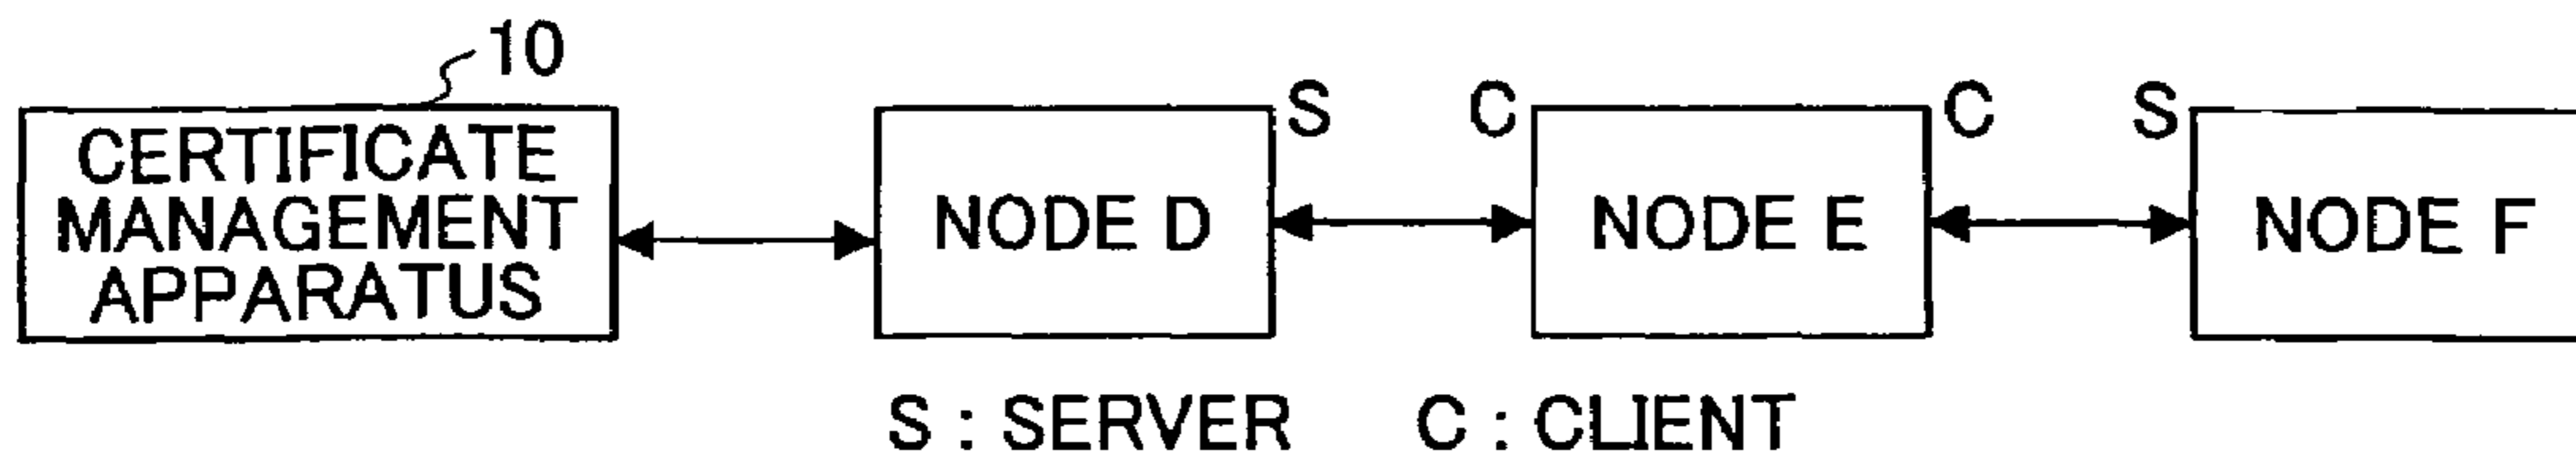 10
CERTIFICATE
MANAGEMENT
APPARATUS
NODE D
S
C
NODE E
C
S
NODE F
S : SERVER
C : CLIENT